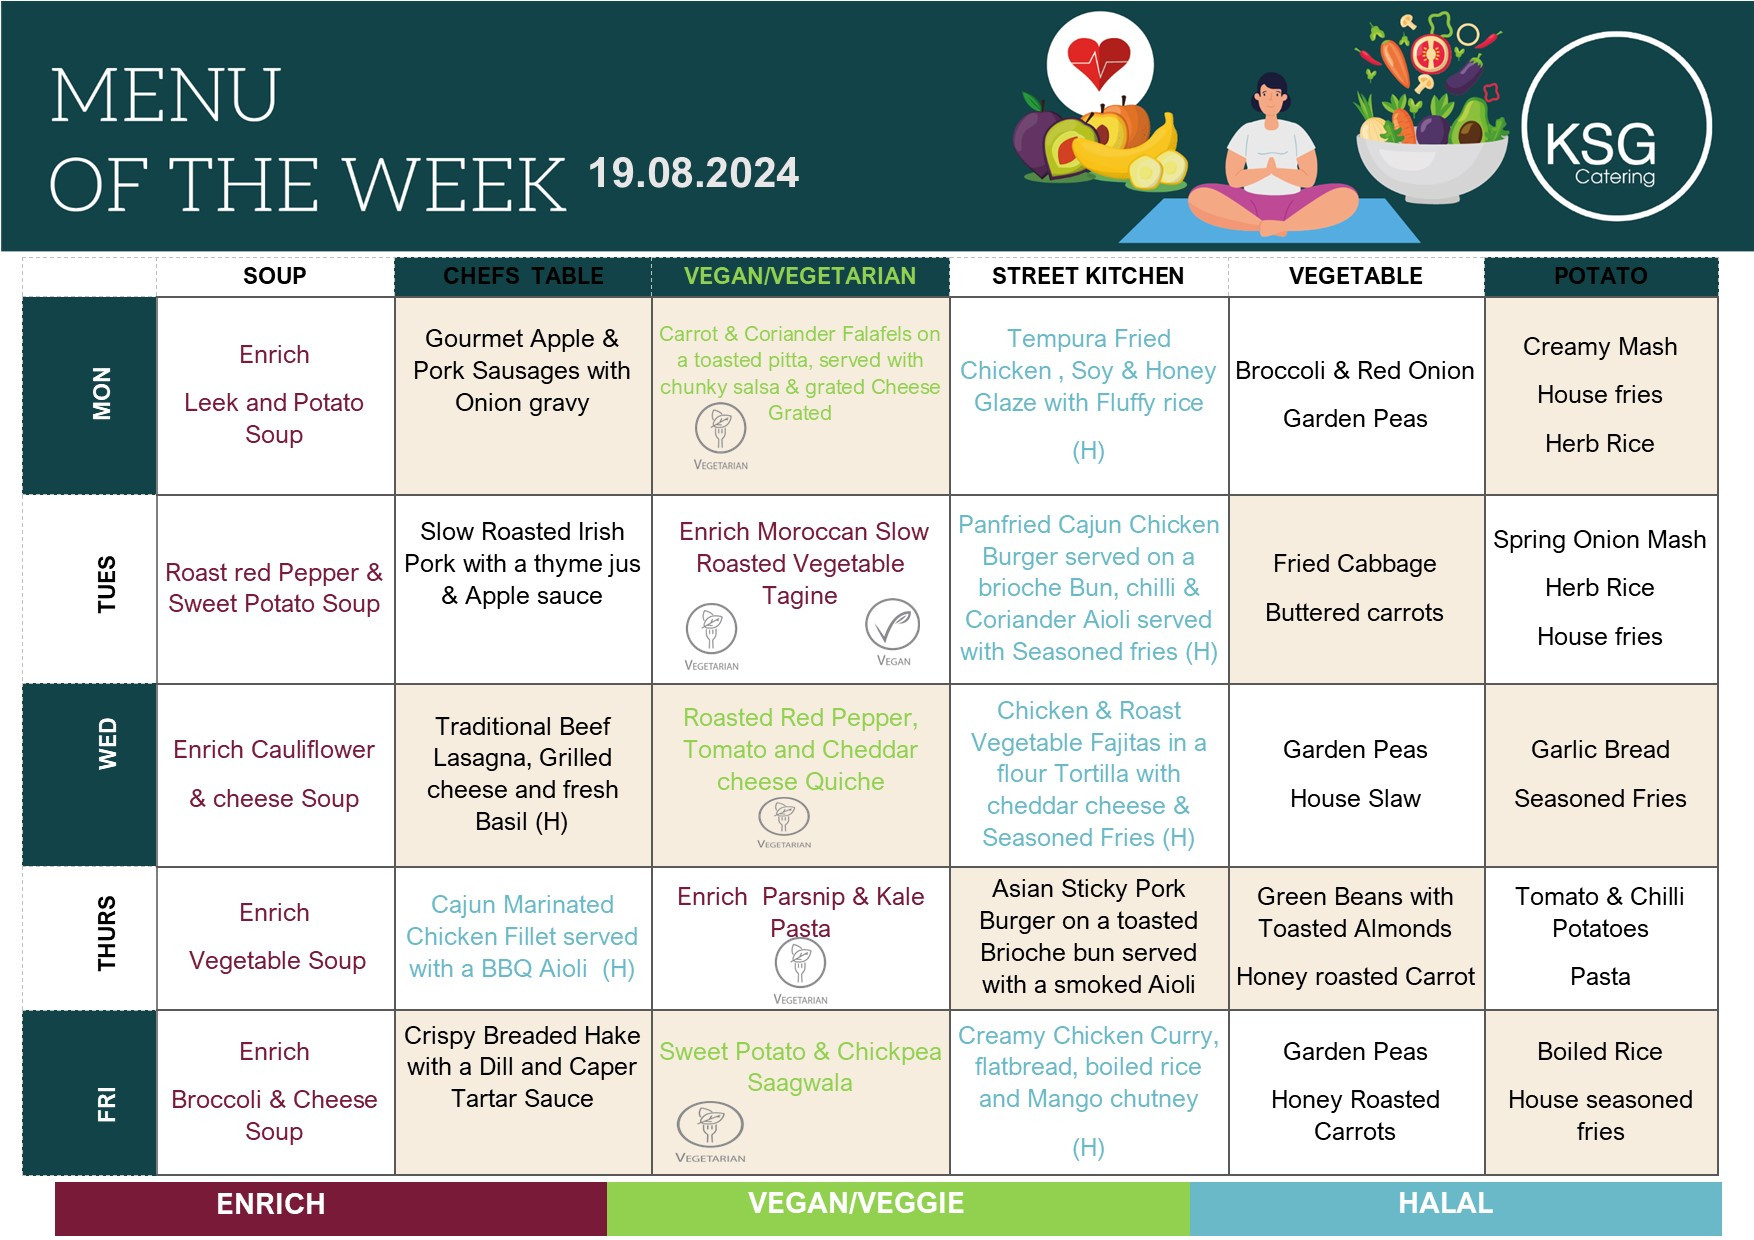 MENU
OF THE WEEK 19.08.2024
KSG
Catering
SOUP
CHEFS TABLE
VEGAN/VEGETARIAN
STREET KITCHEN
VEGETABLE
POTATO
MON
Enrich
Leek and Potato
Soup
Gourmet Apple &
Pork Sausages with
Onion gravy
Carrot & Coriander Falafels on
a toasted pitta, served with
chunky salsa & grated Cheese
Grated
VEGETARIAN
Tempura Fried
Chicken , Soy & Honey
Glaze with Fluffy rice
(H)
Broccoli & Red Onion
Garden Peas
Creamy Mash
House fries
Herb Rice
TUES
Roast red Pepper &
Sweet Potato Soup
Slow Roasted Irish
Pork with a thyme jus
& Apple sauce
Enrich Moroccan Slow
Roasted Vegetable
Tagine
VEGETARIAN
VEGAN
Panfried Cajun Chicken
Burger served on a
brioche Bun, chilli &
Coriander Aioli served
with Seasoned fries (H)
Fried Cabbage
Buttered carrots
Spring Onion Mash
Herb Rice
House fries
WED
Enrich Cauliflower
& cheese Soup
Traditional Beef
Lasagna, Grilled
cheese and fresh
Basil (H)
Roasted Red Pepper,
Tomato and Cheddar
cheese Quiche
VEGETARIAN
Chicken & Roast
Vegetable Fajitas in a
flour Tortilla with
cheddar cheese &
Seasoned Fries (H)
Garden Peas
House Slaw
Garlic Bread
Seasoned Fries
THURS
Enrich
Vegetable Soup
Cajun Marinated
Chicken Fillet served
with a BBQ Aioli (H)
Enrich Parsnip & Kale
Pasta
VEGETARIAN
Asian Sticky Pork
Burger on a toasted
Brioche bun served
with a smoked Aioli
Green Beans with
Toasted Almonds
Honey roasted Carrot
Tomato & Chilli
Potatoes
Pasta
FRI
Enrich
Broccoli & Cheese
Soup
Crispy Breaded Hake
with a Dill and Caper
Tartar Sauce
Sweet Potato & Chickpea
Saagwala
VEGETARIAN
Creamy Chicken Curry,
flatbread, boiled rice
and Mango chutney
(H)
Garden Peas
Honey Roasted
Carrots
Boiled Rice
House seasoned
fries
ENRICH
VEGAN/VEGGIE
HALAL